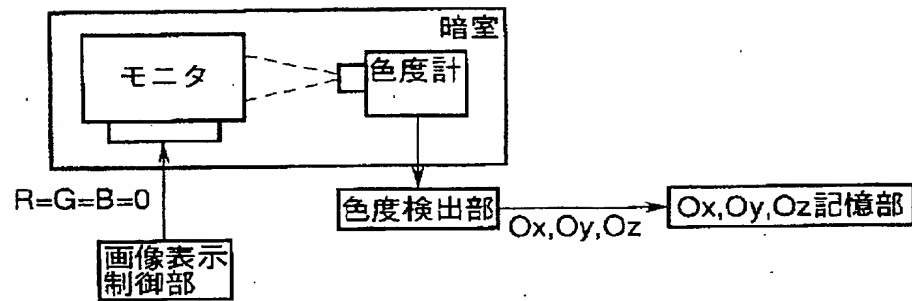 暗室
モニタ
色度計
R=G=B=0
色度検出部
Ox,Oy,Oz
Ox,Oy,Oz記憶部
画像表示
制御部